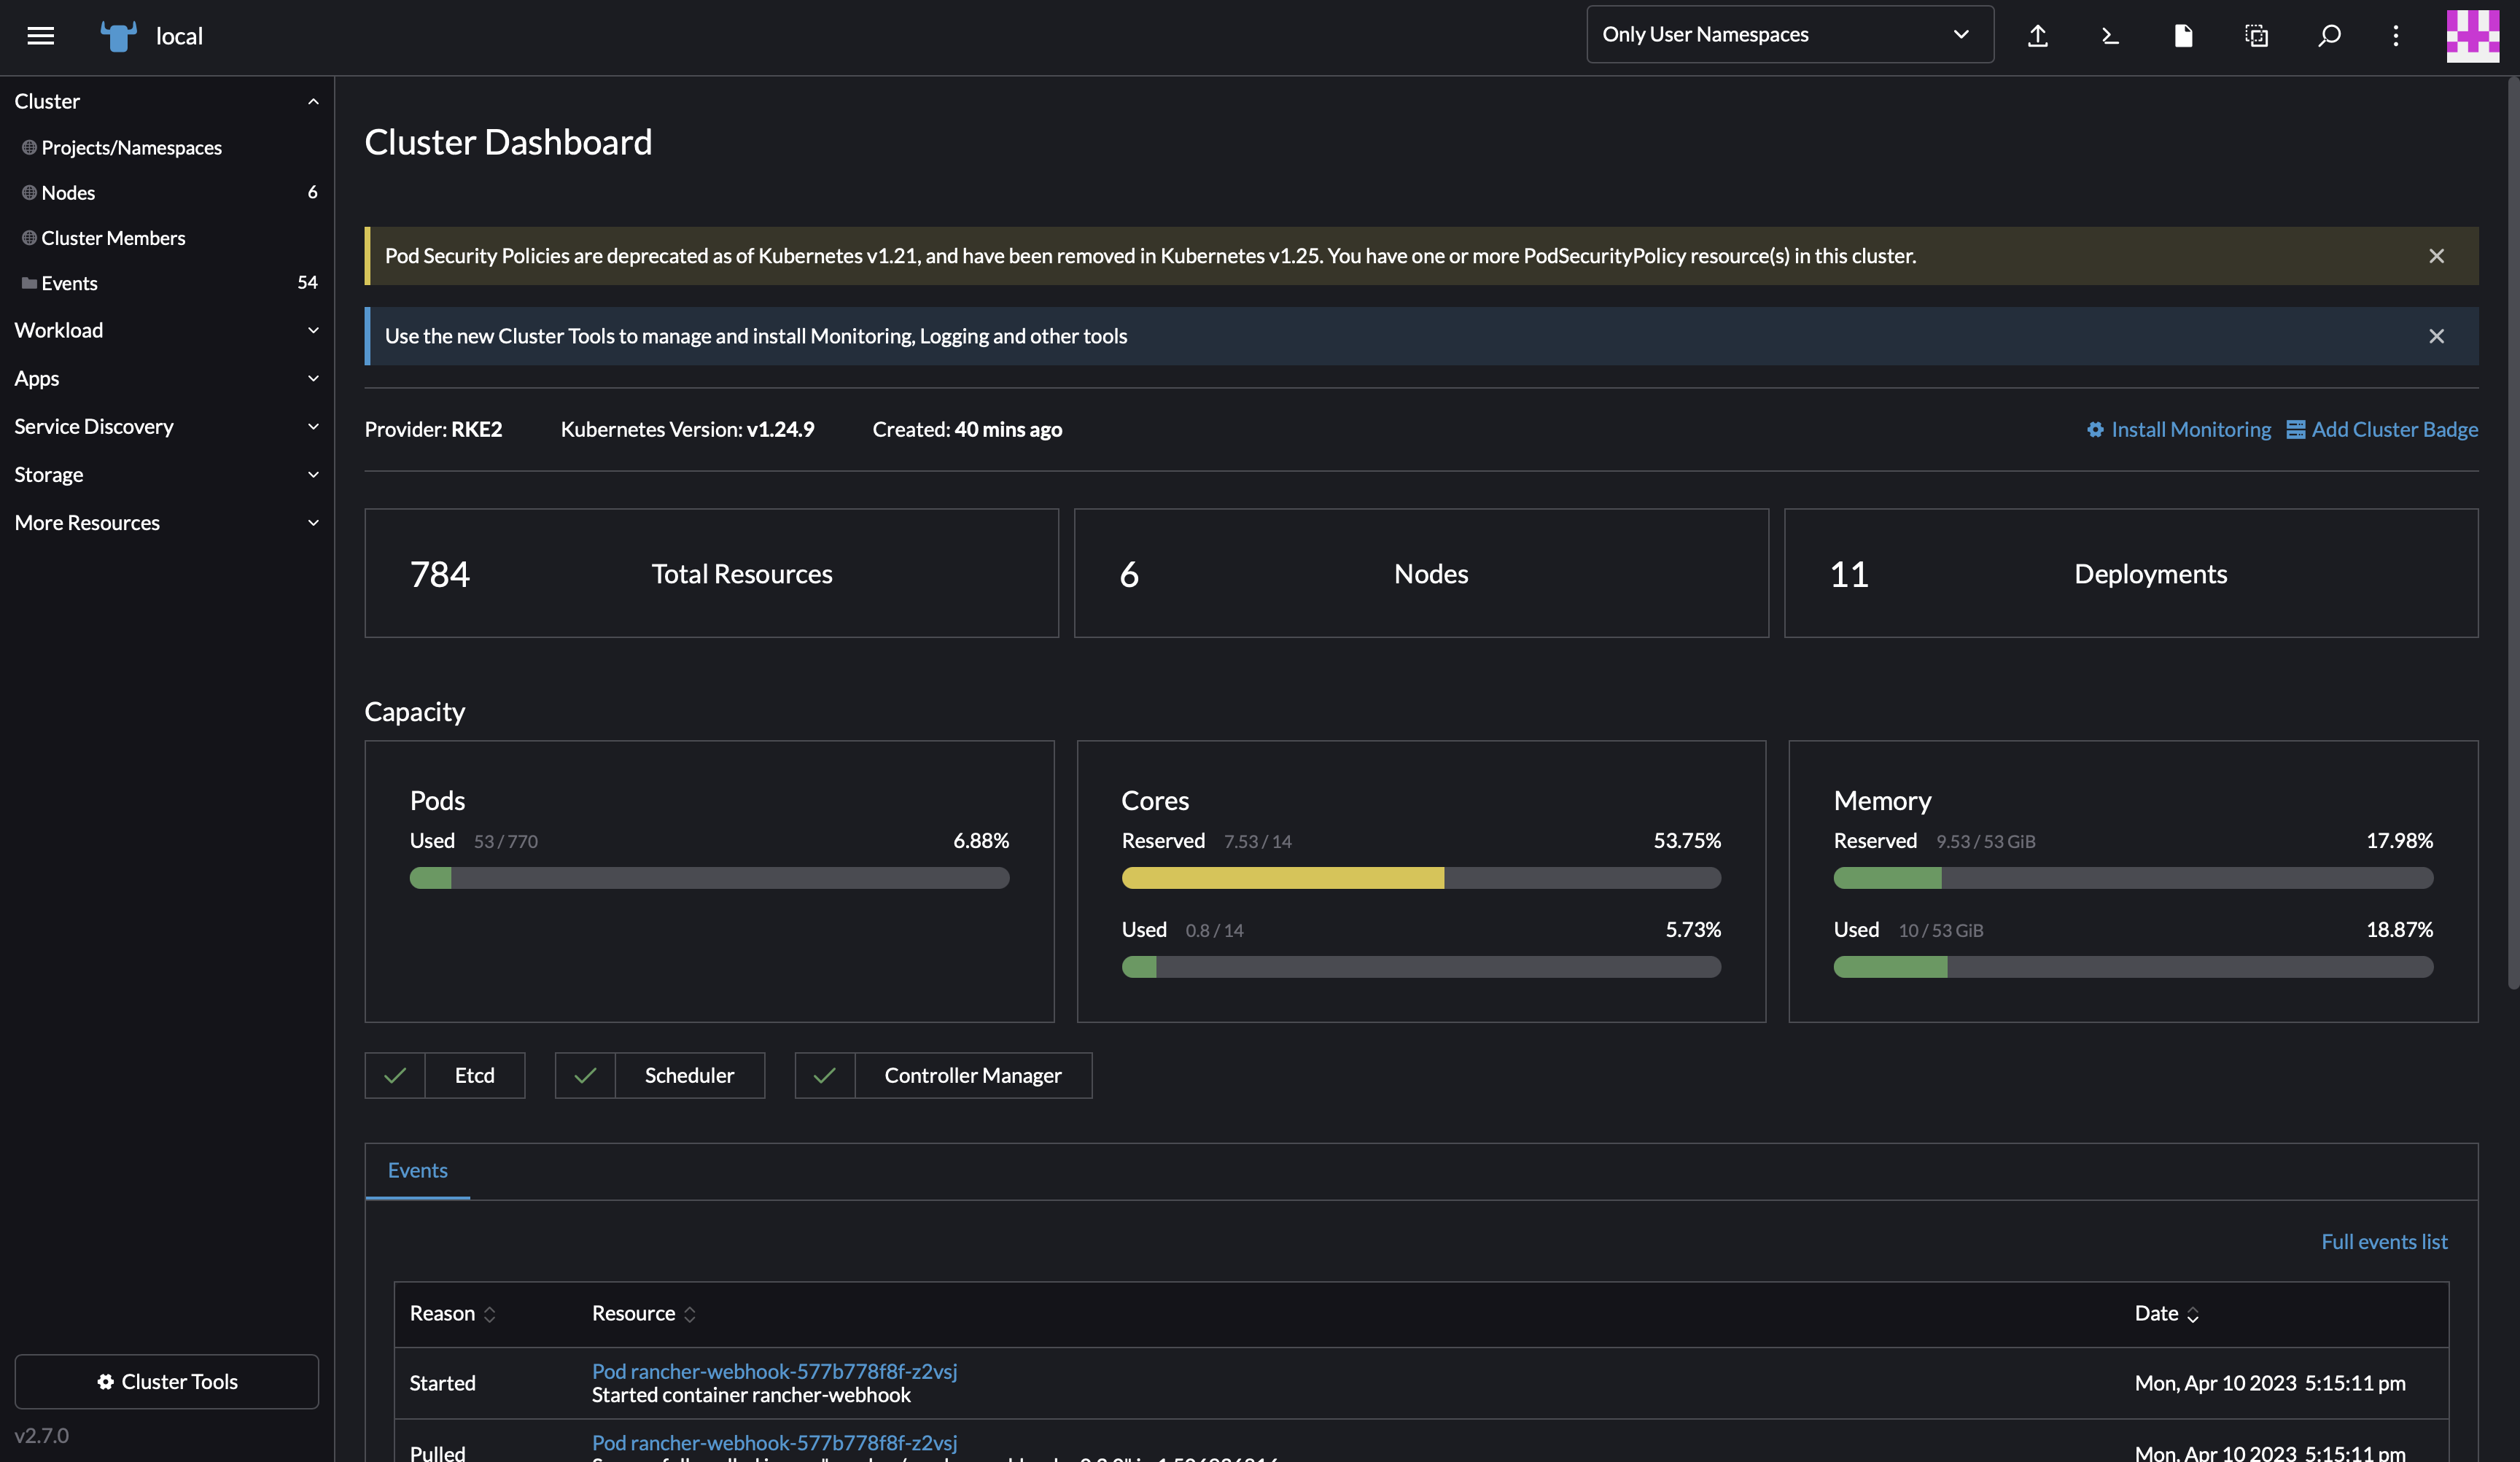 local
Only User Namespaces
Cluster
Projects/Namespaces
Nodes 6
Cluster Members
Events 54
Workload
Apps
Service Discovery
Storage
More Resources
Cluster Tools
v2.7.0
Cluster Dashboard
Pod Security Policies are deprecated as of Kubernetes v1.21, and have been removed in Kubernetes v1.25. You have one or more PodSecurityPolicy resource(s) in this cluster.
Use the new Cluster Tools to manage and install Monitoring, Logging and other tools
Provider: RKE2 Kubernetes Version: v1.24.9 Created: 40 mins ago Install Monitoring Add Cluster Badge
784 Total Resources
6 Nodes
11 Deployments
Capacity
Pods
Used 53 / 770 6.88%
Cores
Reserved 7.53 / 14 53.75%
Used 0.8 / 14 5.73%
Memory
Reserved 9.53 / 53 GiB 17.98%
Used 10 / 53 GiB 18.87%
Etcd
Scheduler
Controller Manager
Events
Full events list
Reason Resource Date
Started Pod rancher-webhook-577b778f8f-z2vsj Mon, Apr 10 2023 5:15:11 pm
Started container rancher-webhook
Pulled Pod rancher-webhook-577b778f8f-z2vsj Mon, Apr 10 2023 5:15:11 pm